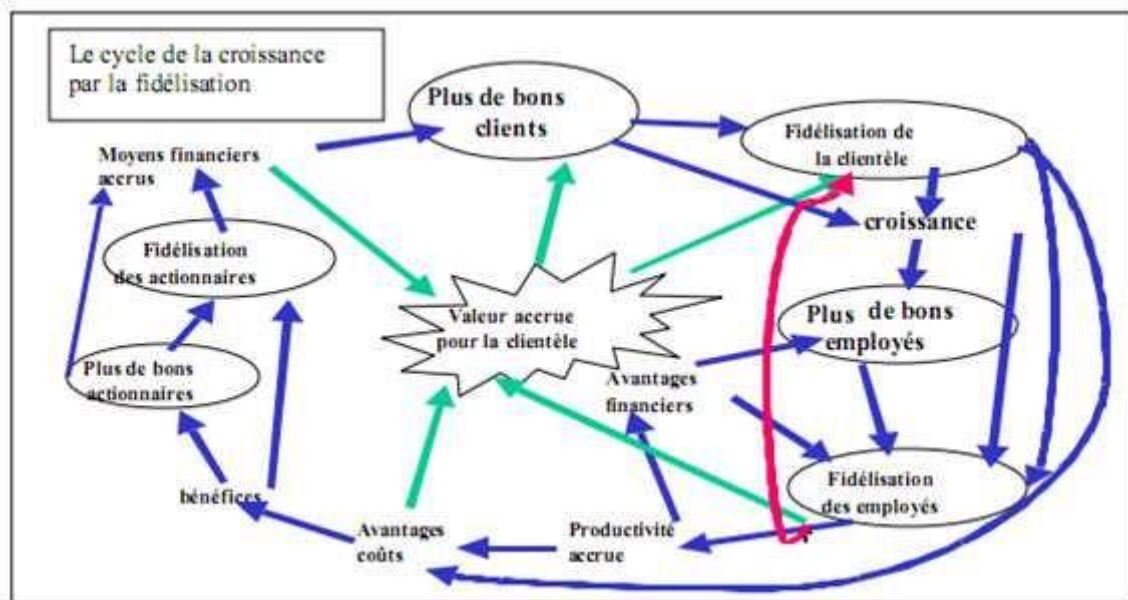 Le cycle de la croissance
par la fidélisation
Plus de bons
clients
Fidélisation de
la clientèle
Moyens financiers
accrus
croissance
Fidélisation
des actionnaires
Valeur accrue
pour la clientèle
Plus de bons
employés
Plus de bons
actionnaires
Avantages
financiers
bénéfices
Fidélisation
des employés
Avantages
coûts
Productivité
accrue